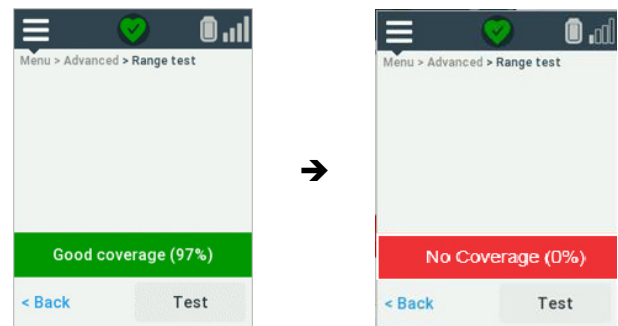 Menu > Advanced > Range test
Good coverage (97%)
< Back Test
➔
Menu > Advanced > Range test
No Coverage (0%)
< Back Test